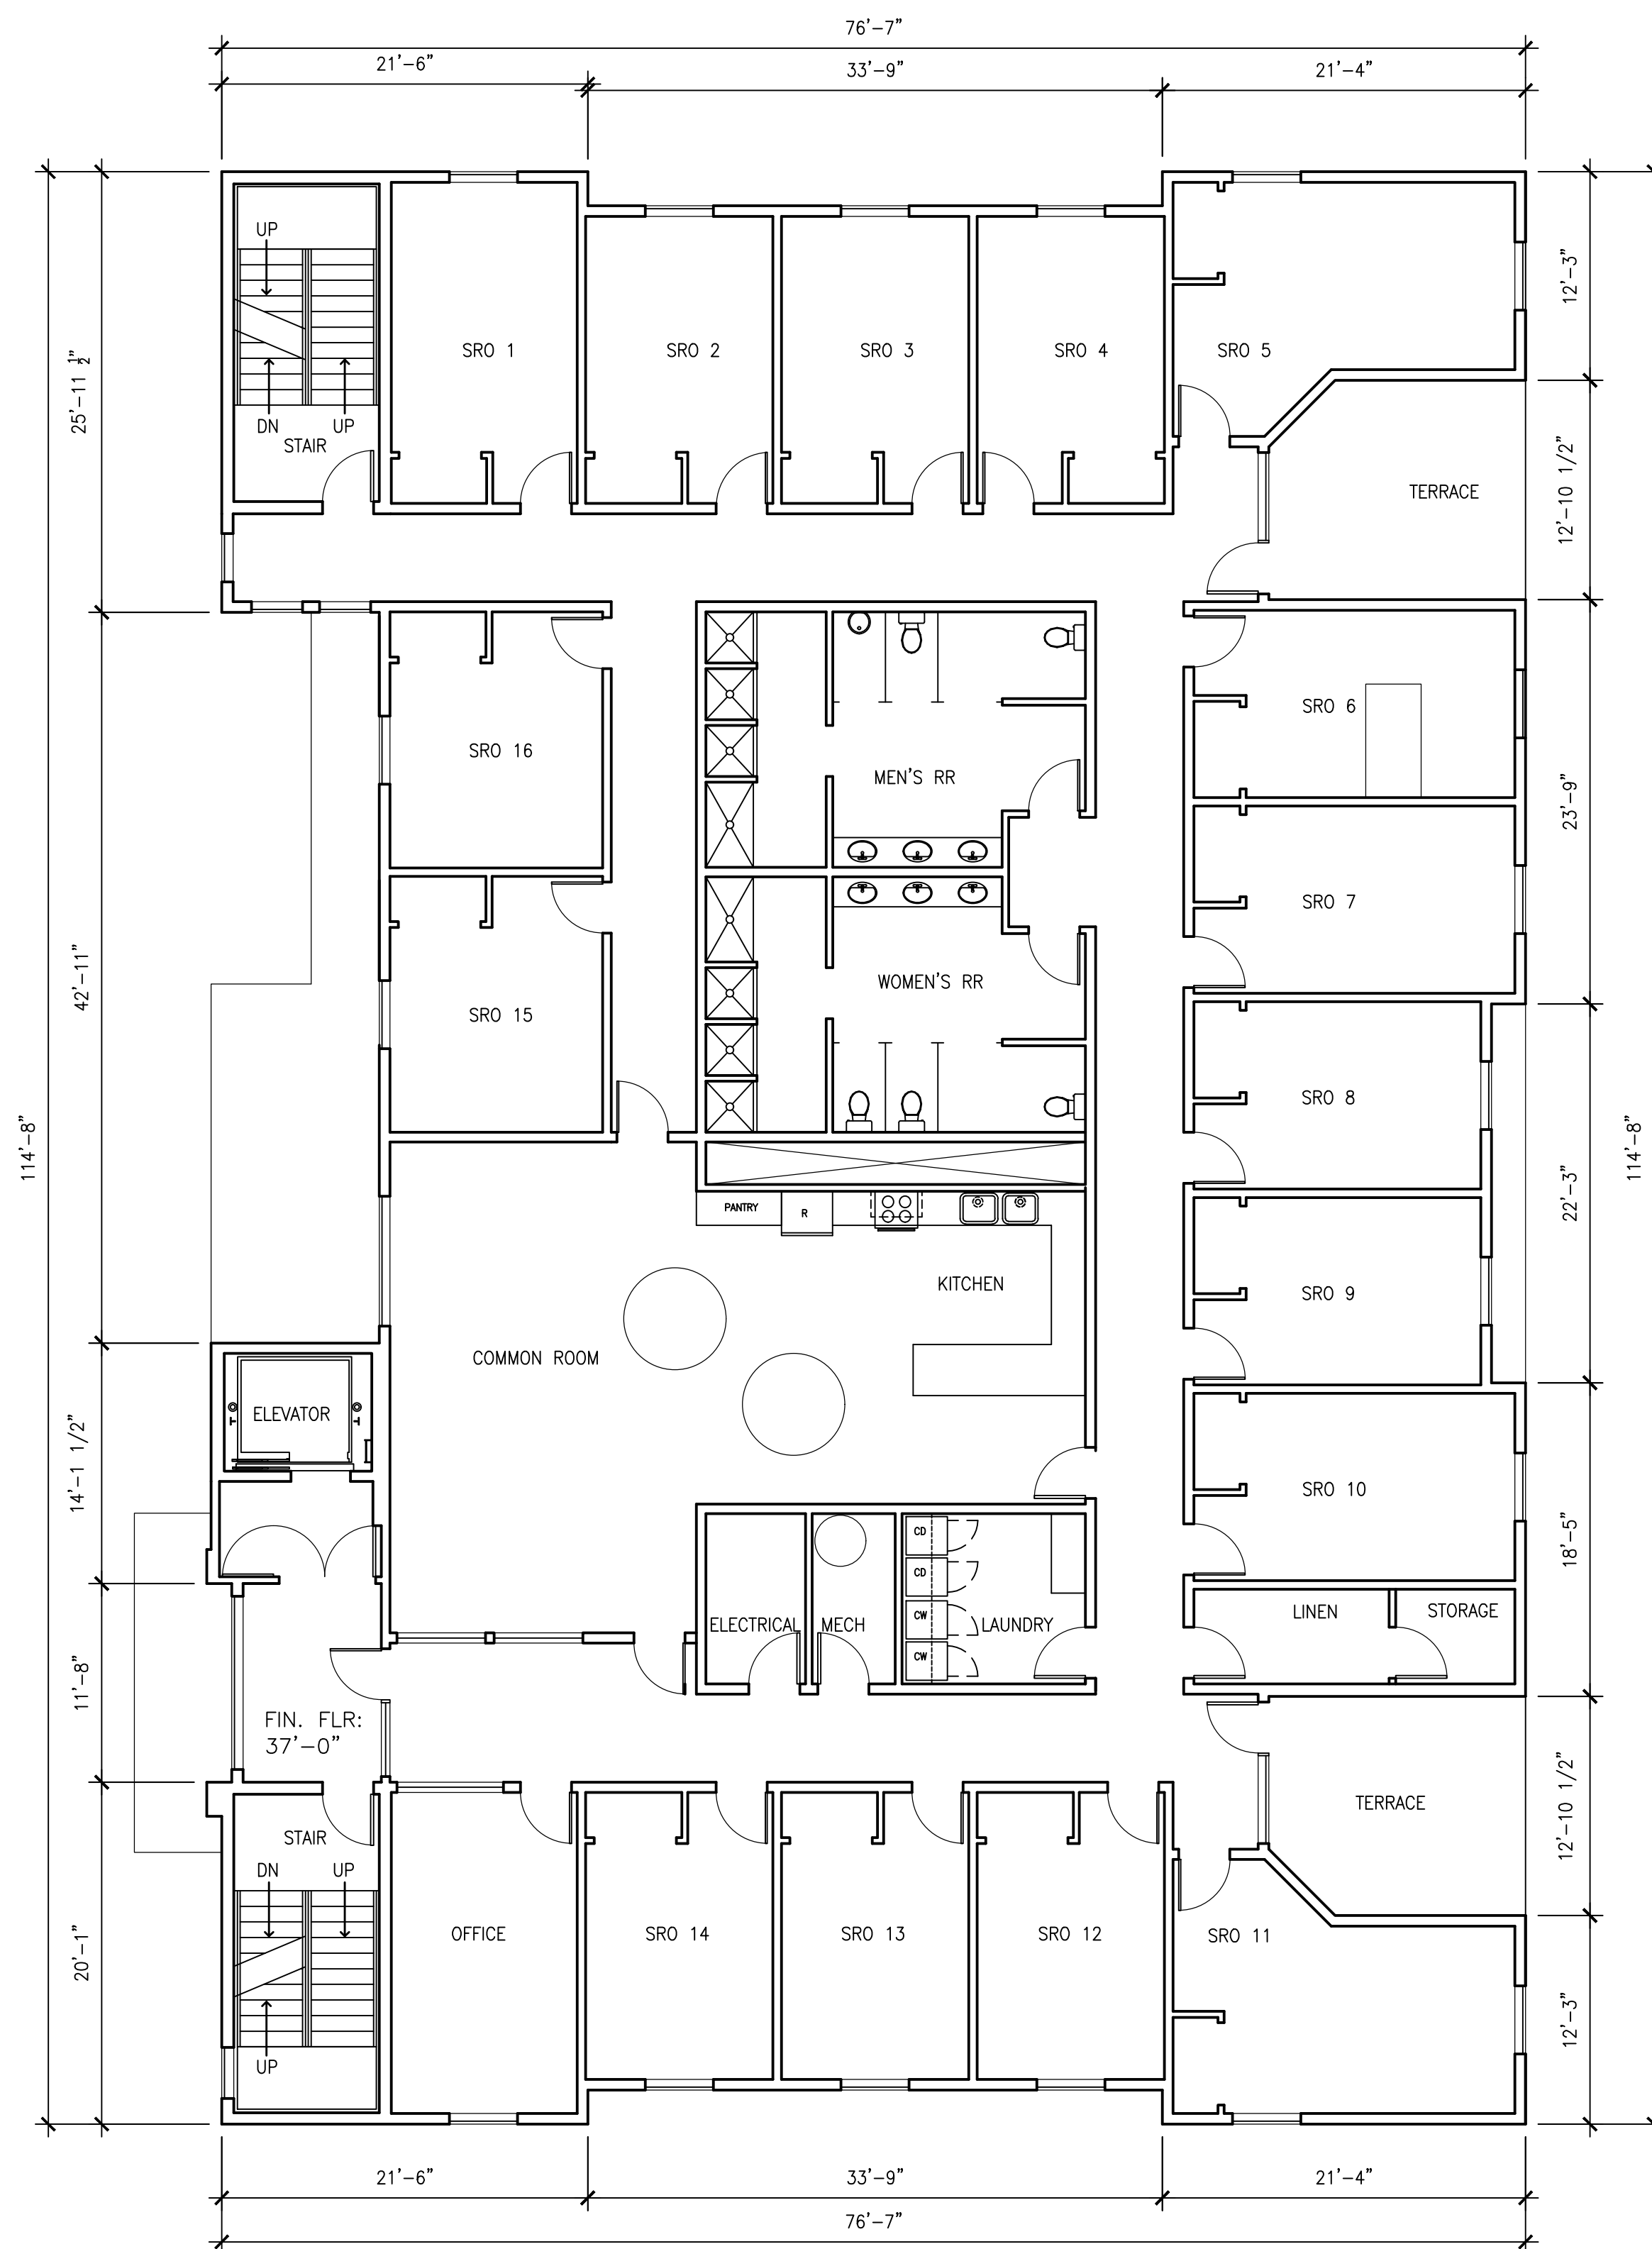 76'-7"
21'-6"
33'-9"
21'-4"
UP
DN
UP
STAIR
SRO 1
SRO 2
SRO 3
SRO 4
SRO 5
12'-3"
25'-11 1/2"
TERRACE
12'-10 1/2"
SRO 16
MEN'S RR
SRO 6
23'-9"
SRO 7
42'-11"
SRO 15
WOMEN'S RR
SRO 8
114'-8"
114'-8"
22'-3"
PANTRY
R
KITCHEN
SRO 9
COMMON ROOM
ELEVATOR
14'-1 1/2"
SRO 10
18'-5"
CD
CD
CW
CW
ELECTRICAL
MECH
LAUNDRY
LINEN
STORAGE
11'-8"
FIN. FLR:
37'-0"
TERRACE
12'-10 1/2"
STAIR
DN
UP
UP
20'-1"
OFFICE
SRO 14
SRO 13
SRO 12
SRO 11
12'-3"
21'-6"
33'-9"
21'-4"
76'-7"